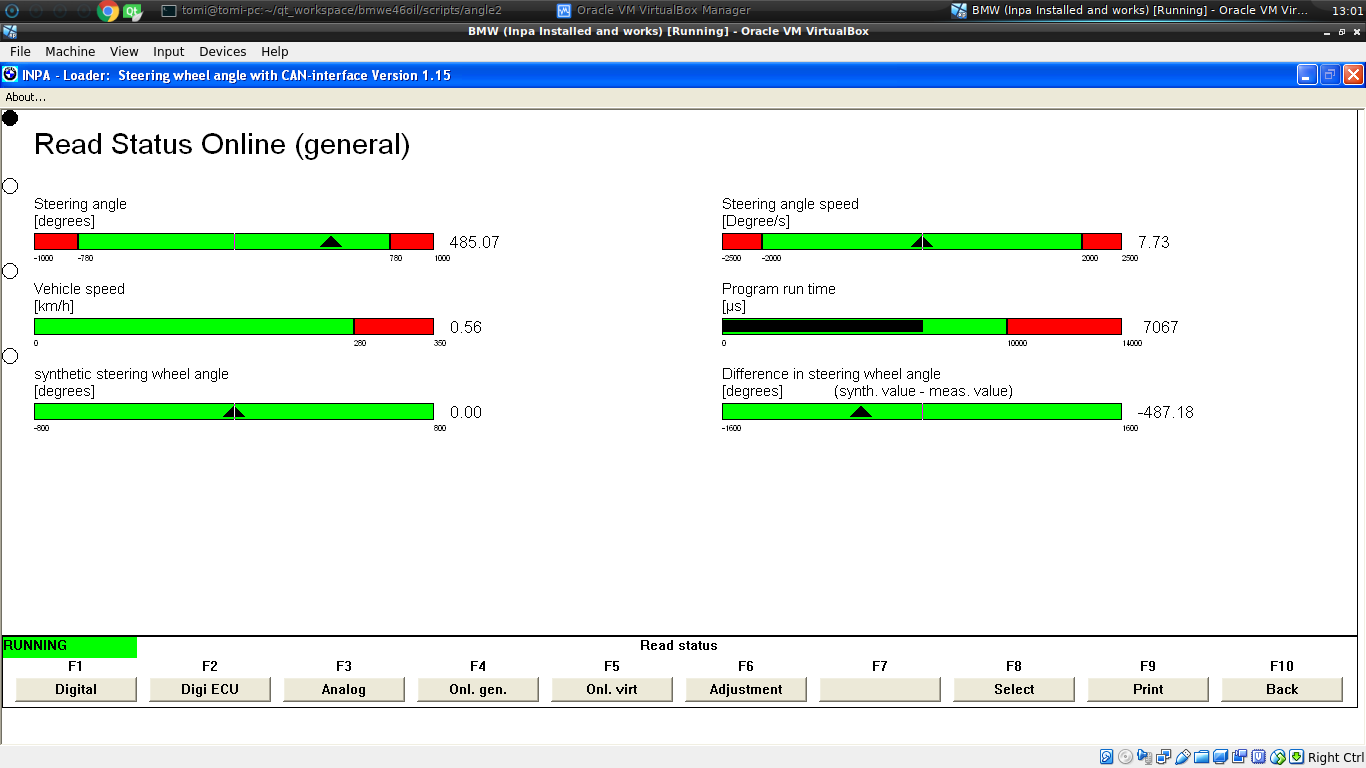 tomi@tomi-pc:~/qt_workspace/bmwe46oil/scripts/angle2
Oracle VM VirtualBox Manager
BMW (Inpa Installed and works) [Running] - Oracle VM Vir...
13:01
BMW (Inpa Installed and works) [Running] - Oracle VM VirtualBox
File Machine View Input Devices Help
INPA - Loader: Steering wheel angle with CAN-interface Version 1.15
About...
Read Status Online (general)
Steering angle
[degrees]
485.07
-1000 -780 780 1000
Steering angle speed
[Degree/s]
7.73
-2500 -2000 2000 2500
Vehicle speed
[km/h]
0.56
0 280 350
Program run time
[µs]
7067
0 10000 14000
synthetic steering wheel angle
[degrees]
0.00
-800 800
Difference in steering wheel angle
[degrees] (synth. value - meas. value)
-487.18
-1600 1600
RUNNING
Read status
F1 F2 F3 F4 F5 F6 F7 F8 F9 F10
Digital Digi ECU Analog Onl. gen. Onl. virt Adjustment Select Print Back
Right Ctrl